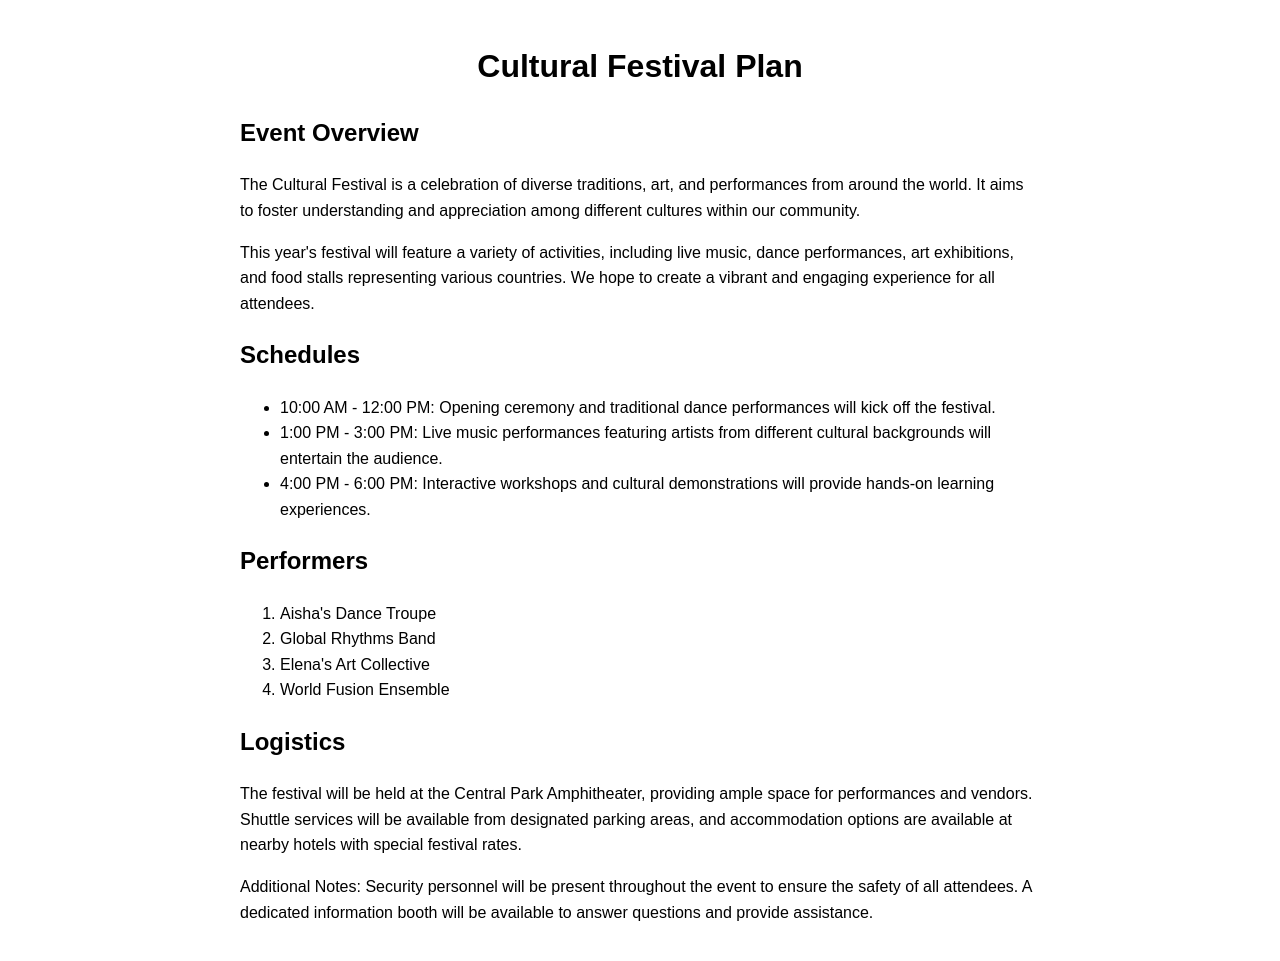 Cultural Festival Plan
Event Overview
The Cultural Festival is a celebration of diverse traditions, art, and performances from around the world. It aims
to foster understanding and appreciation among different cultures within our community.
This year's festival will feature a variety of activities, including live music, dance performances, art exhibitions,
and food stalls representing various countries. We hope to create a vibrant and engaging experience for all
attendees.
Schedules
• 10:00 AM - 12:00 PM: Opening ceremony and traditional dance performances will kick off the festival.
• 1:00 PM - 3:00 PM: Live music performances featuring artists from different cultural backgrounds will
entertain the audience.
• 4:00 PM - 6:00 PM: Interactive workshops and cultural demonstrations will provide hands-on learning
experiences.
Performers
1. Aisha's Dance Troupe
2. Global Rhythms Band
3. Elena's Art Collective
4. World Fusion Ensemble
Logistics
The festival will be held at the Central Park Amphitheater, providing ample space for performances and vendors.
Shuttle services will be available from designated parking areas, and accommodation options are available at
nearby hotels with special festival rates.
Additional Notes: Security personnel will be present throughout the event to ensure the safety of all attendees. A
dedicated information booth will be available to answer questions and provide assistance.